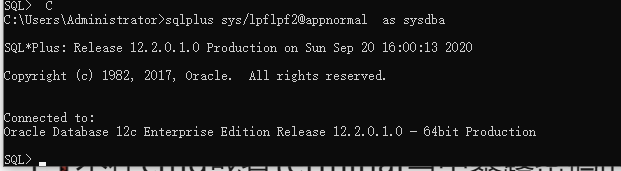 SQL> C
C:\Users\Administrator>sqlplus sys/lpflpf2@appnormal  as sysdba
SQL*Plus: Release 12.2.0.1.0 Production on Sun Sep 20 16:00:13 2020
Copyright (c) 1982, 2017, Oracle.  All rights reserved.
Connected to:
Oracle Database 12c Enterprise Edition Release 12.2.0.1.0 - 64bit Production
SQL>